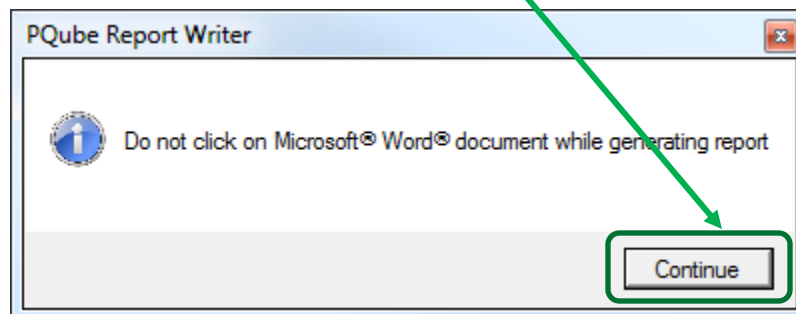 PQube Report Writer
Do not click on Microsoft® Word® document while generating report
Continue